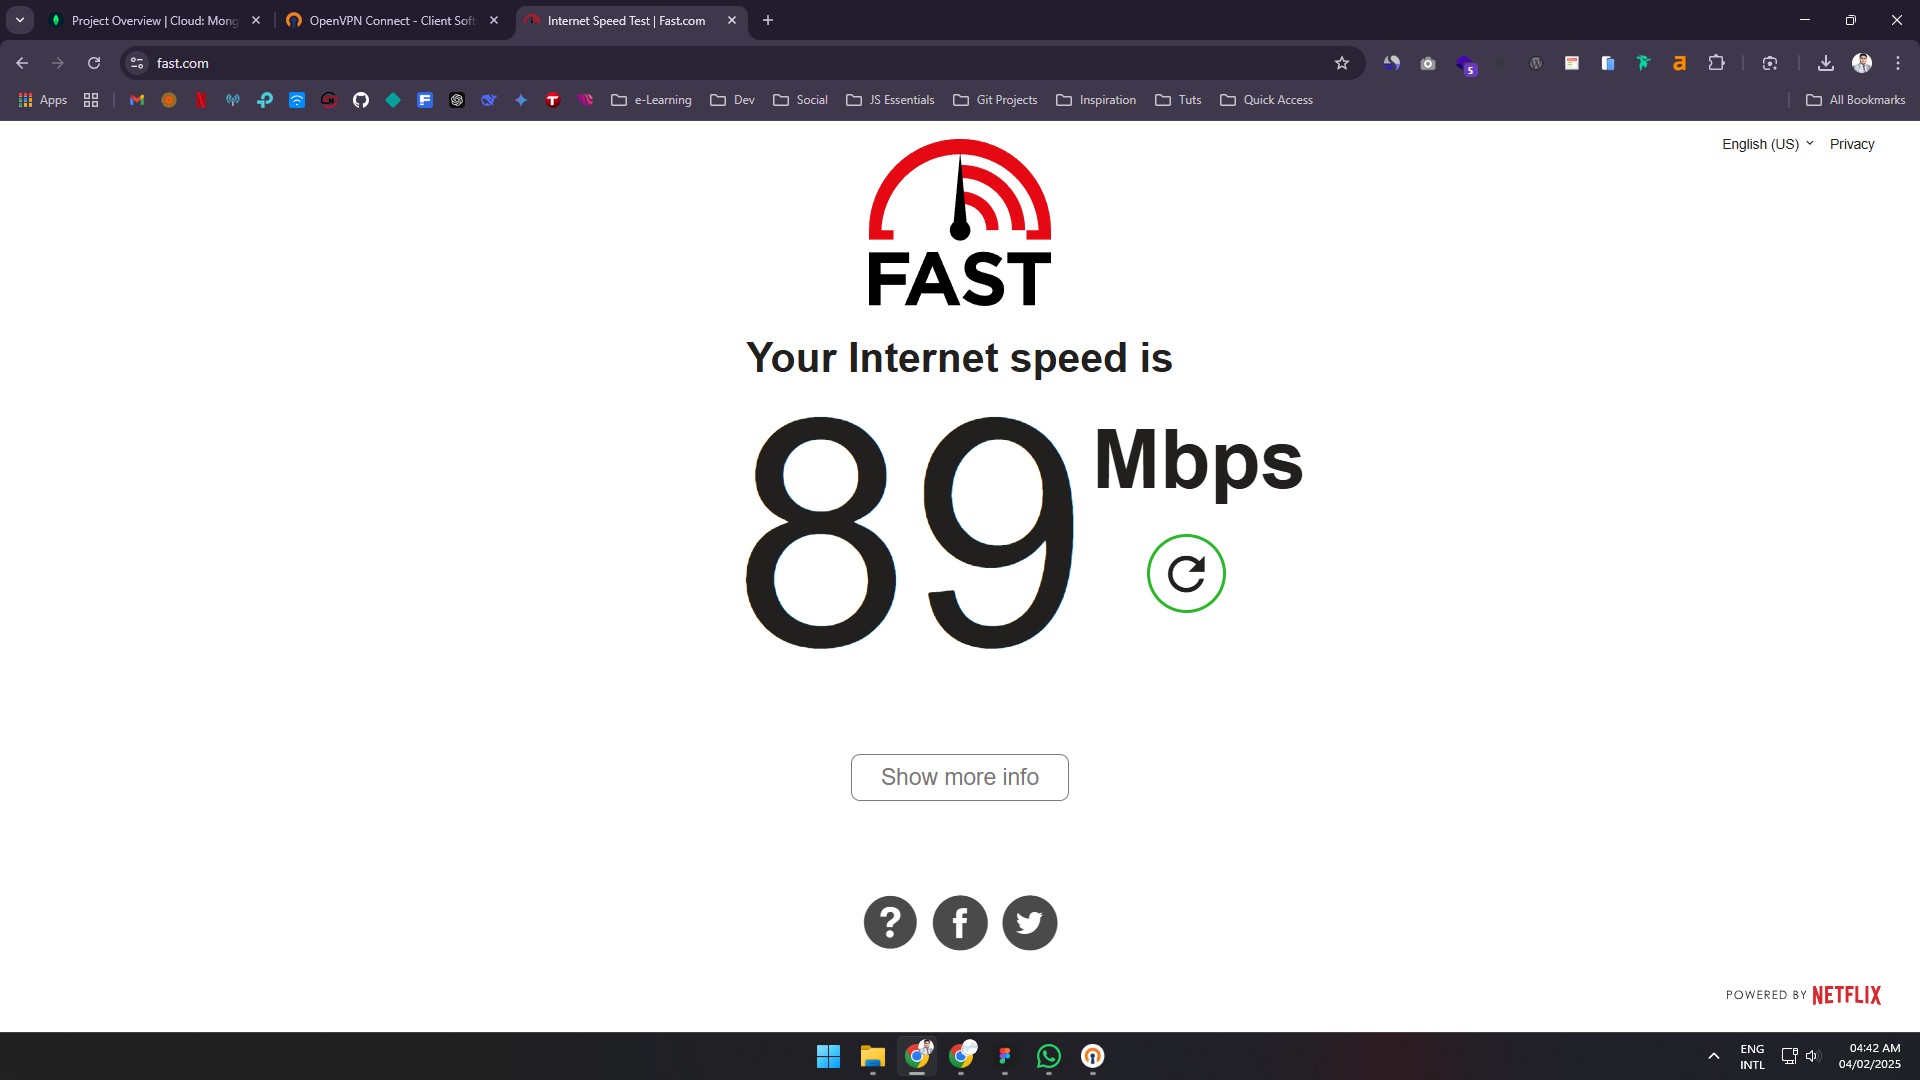 Project Overview | Cloud: Mong
OpenVPN Connect - Client Soft
Internet Speed Test | Fast.com
fast.com
5
Apps
e-Learning
Dev
Social
JS Essentials
Git Projects
Inspiration
Tuts
Quick Access
All Bookmarks
English (US)
Privacy
FAST
Your Internet speed is
89 Mbps
Show more info
POWERED BY NETFLIX
ENG
INTL
04:42 AM
04/02/2025